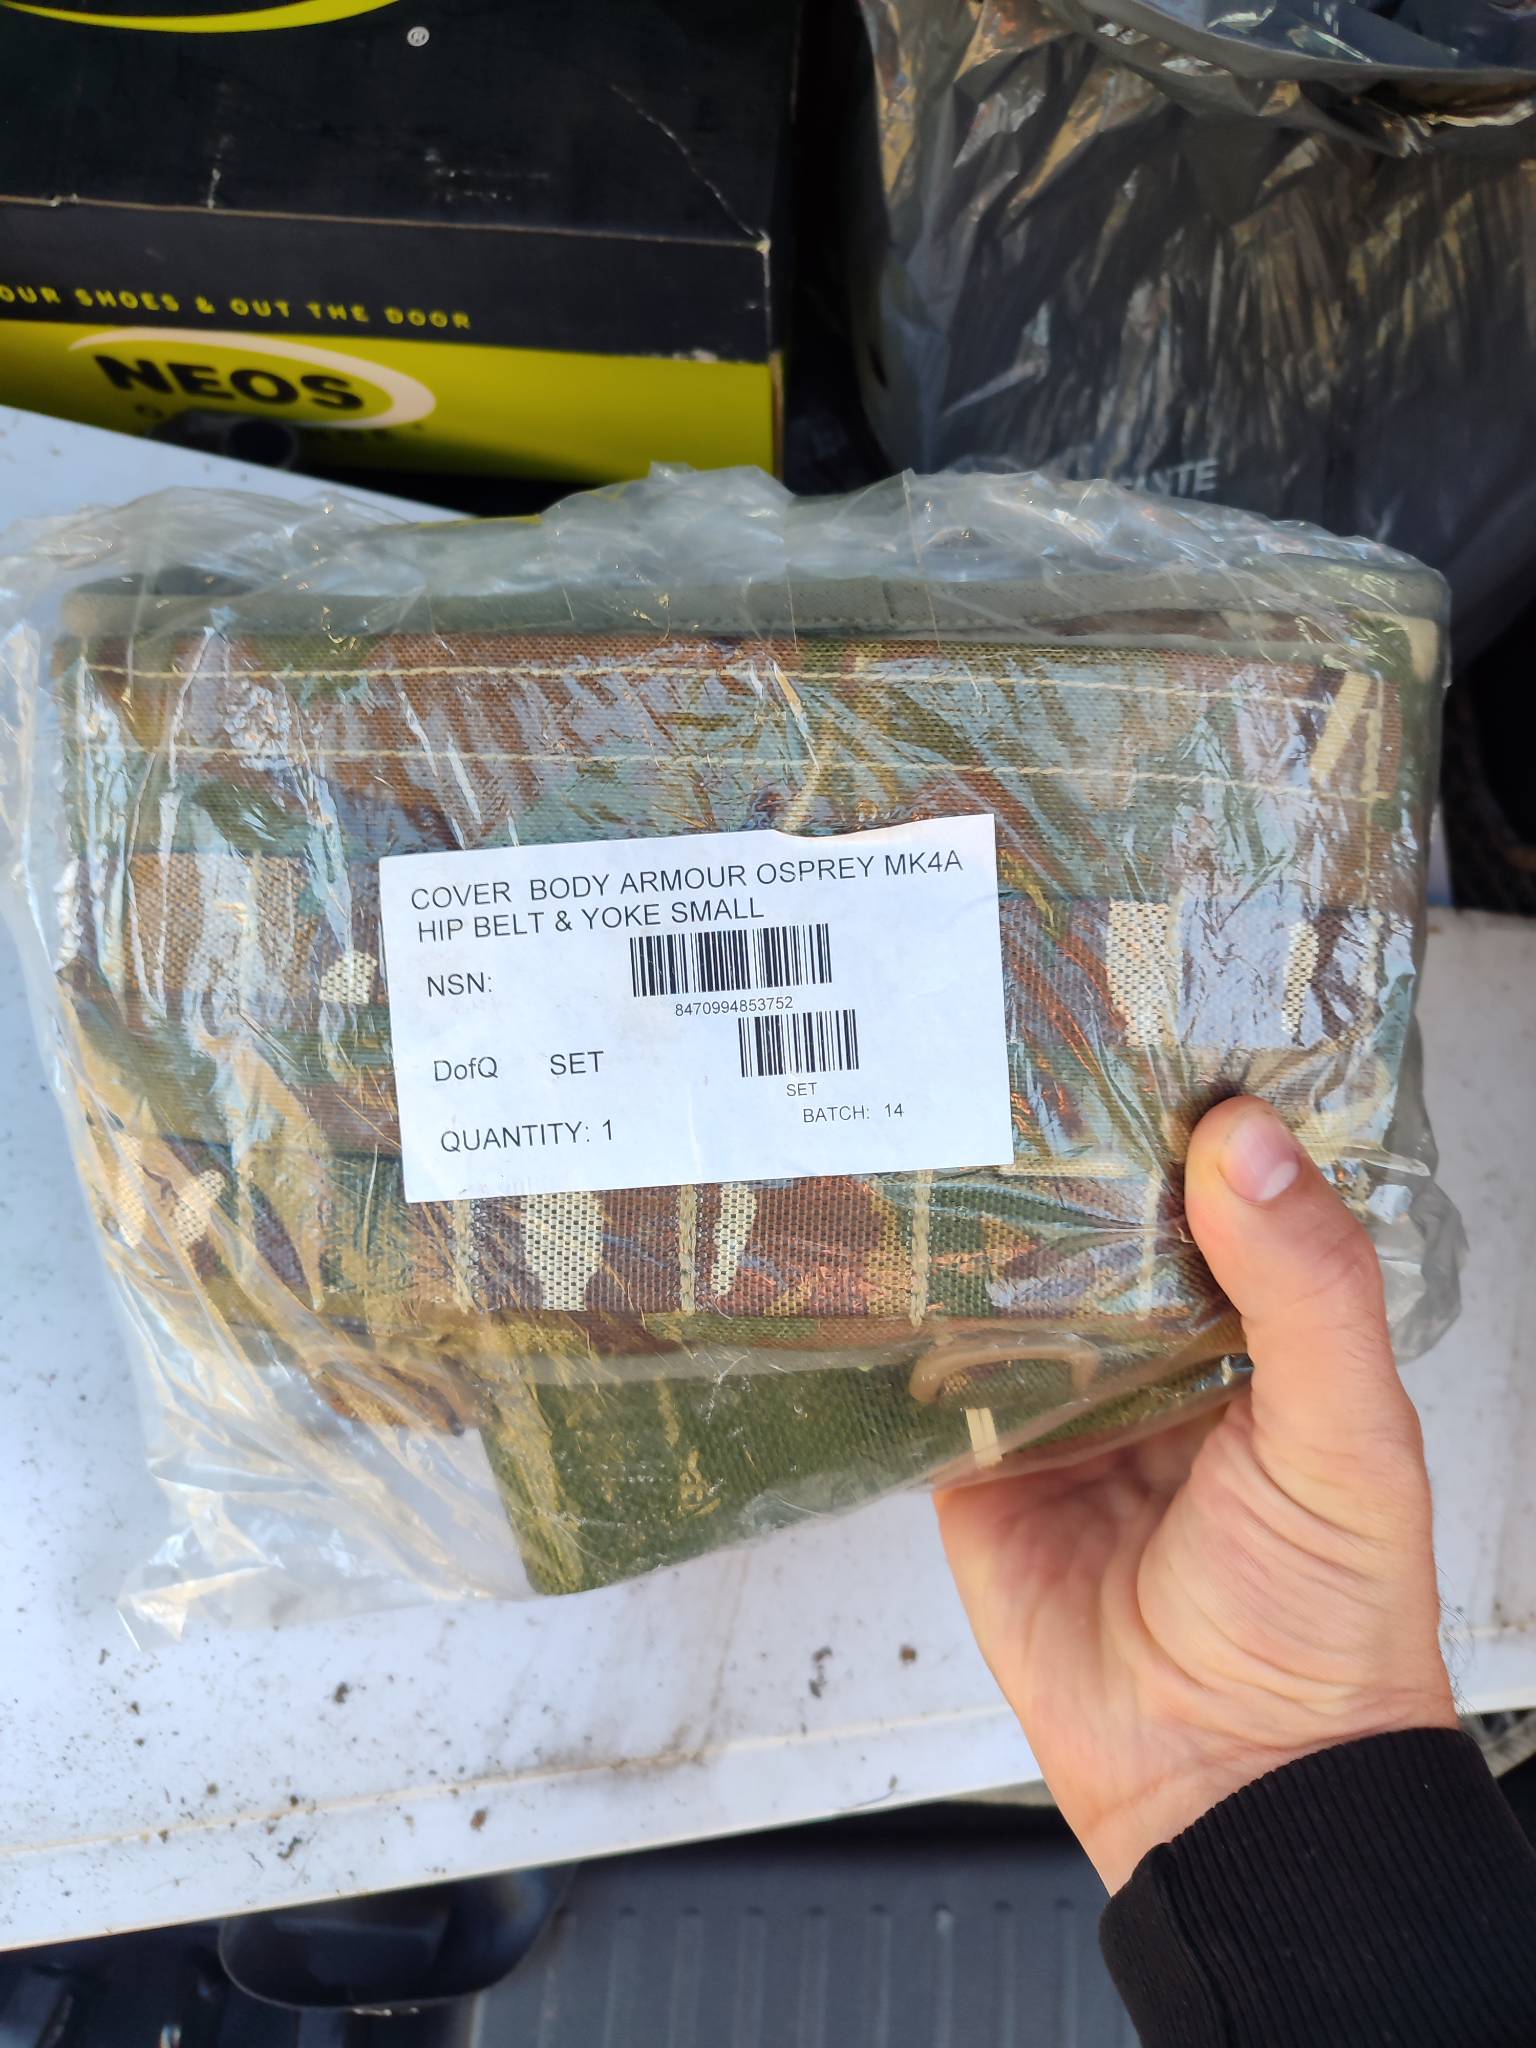 ®
OUR SHOES & OUT THE DOOR
NEOS
COVER BODY ARMOUR OSPREY MK4A
HIP BELT & YOKE SMALL
NSN:
8470994853752
DofQ SET
SET
BATCH: 14
QUANTITY: 1